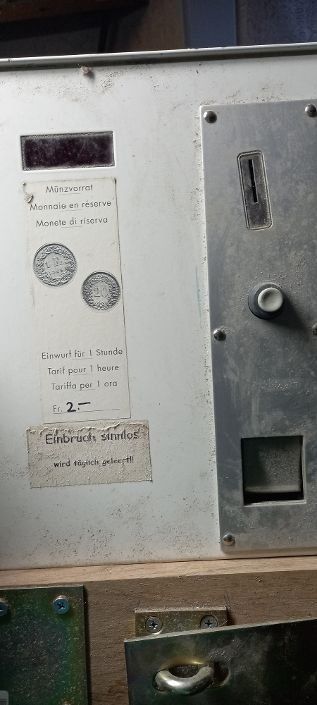 Münzvorrat
Monnaie en réserve
Monete di riserva
Einwurf für 1 Stunde
Tarif pour 1 heure
Tariffa per 1 ora
Fr. 2.–
Einbruch sinnlos
wird täglich geleert!!